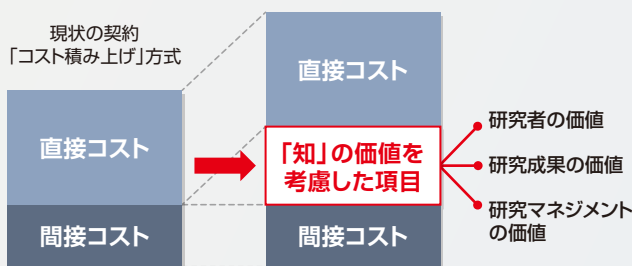 現状の契約
「コスト積み上げ」方式
直接コスト
間接コスト
直接コスト
「知」の価値を
考慮した項目
間接コスト
研究者の価値
研究成果の価値
研究マネジメント
の価値